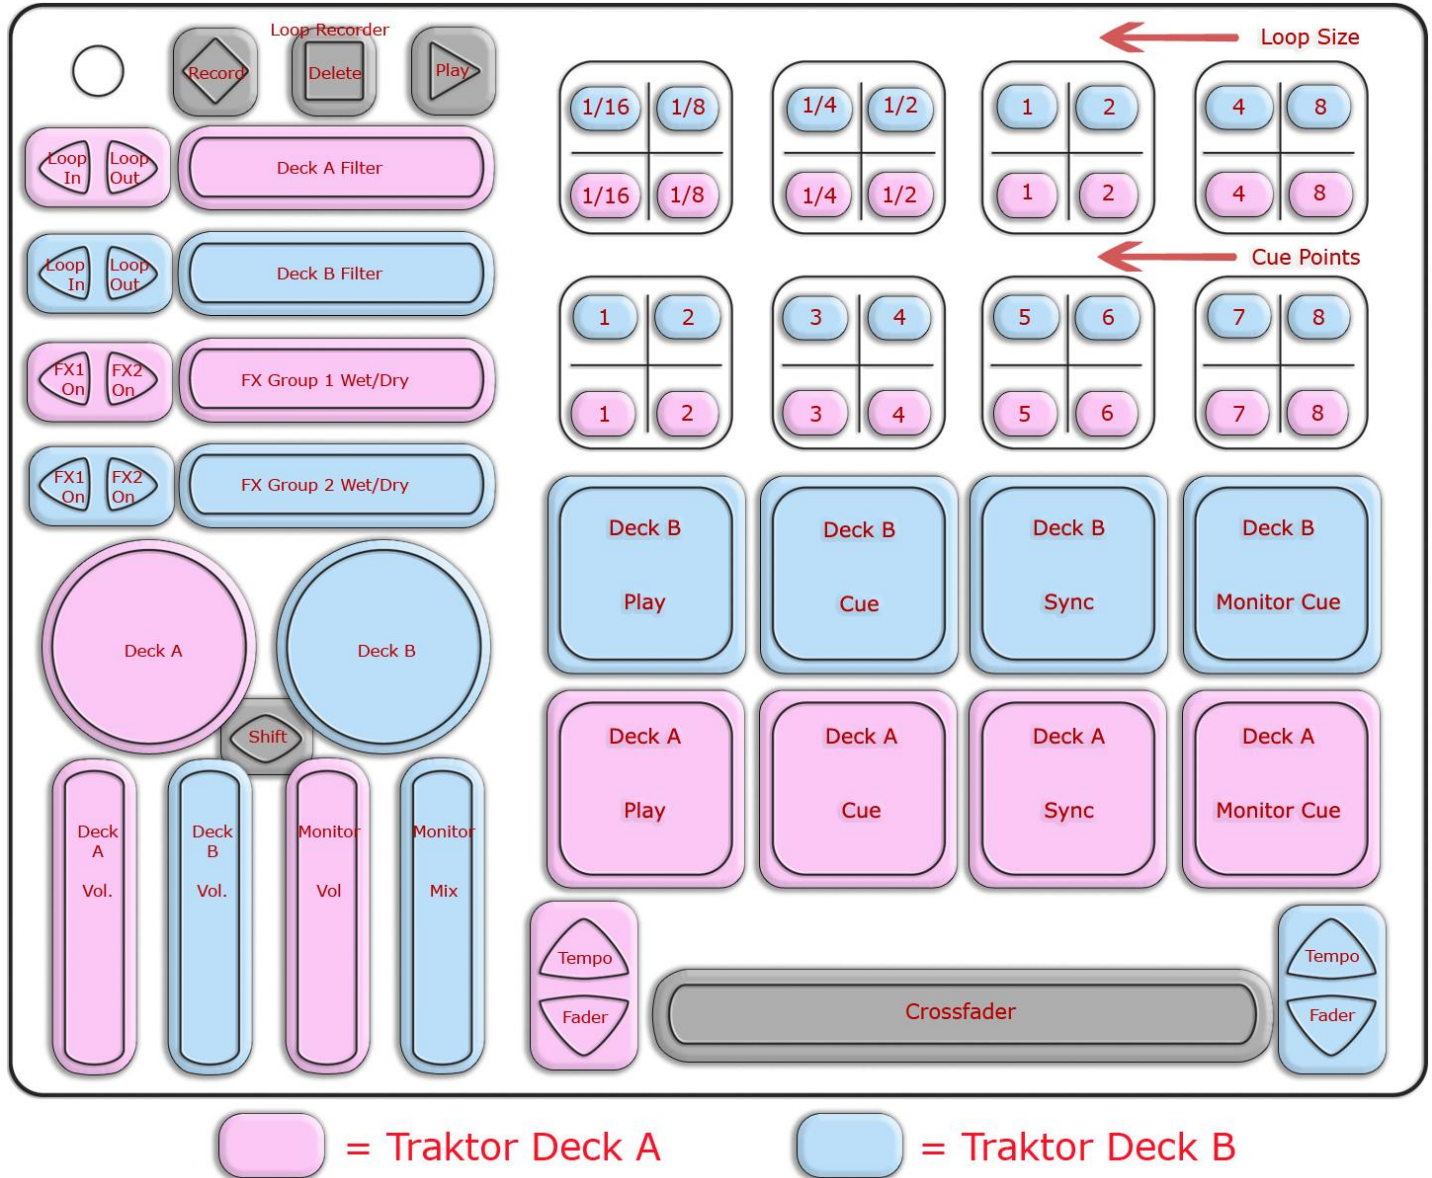 Loop Recorder
Record
Delete
Play
Loop
In
Loop
Out
Deck A Filter
Loop
In
Loop
Out
Deck B Filter
FX1
On
FX2
On
FX Group 1 Wet/Dry
FX1
On
FX2
On
FX Group 2 Wet/Dry
Deck A
Deck B
Shift
Deck
A
Vol.
Deck
B
Vol.
Monitor
Vol
Monitor
Mix
Loop Size
1/16 1/8 1/4 1/2 1 2 4 8
1/16 1/8 1/4 1/2 1 2 4 8
Cue Points
1 2 3 4 5 6 7 8
1 2 3 4 5 6 7 8
Deck B
Play
Deck B
Cue
Deck B
Sync
Deck B
Monitor Cue
Deck A
Play
Deck A
Cue
Deck A
Sync
Deck A
Monitor Cue
Tempo
Fader
Crossfader
Tempo
Fader
= Traktor Deck A
= Traktor Deck B